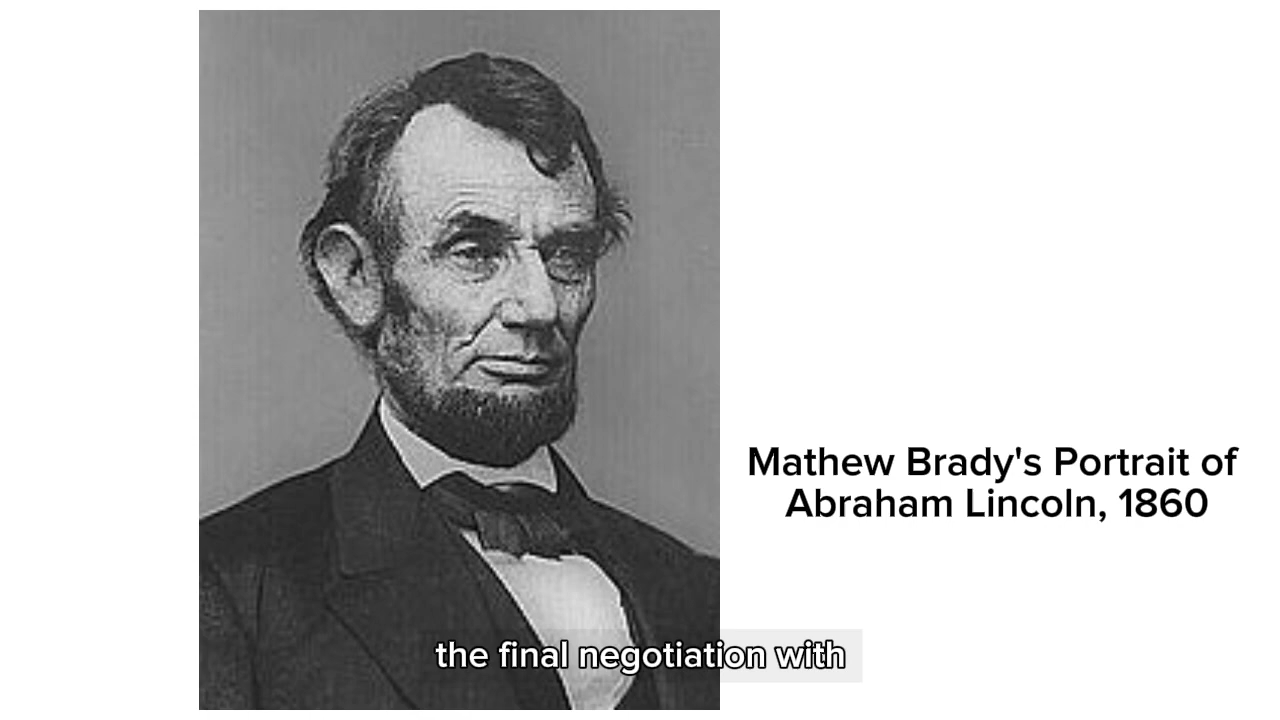 Mathew Brady's Portrait of
Abraham Lincoln, 1860
the final negotiation with